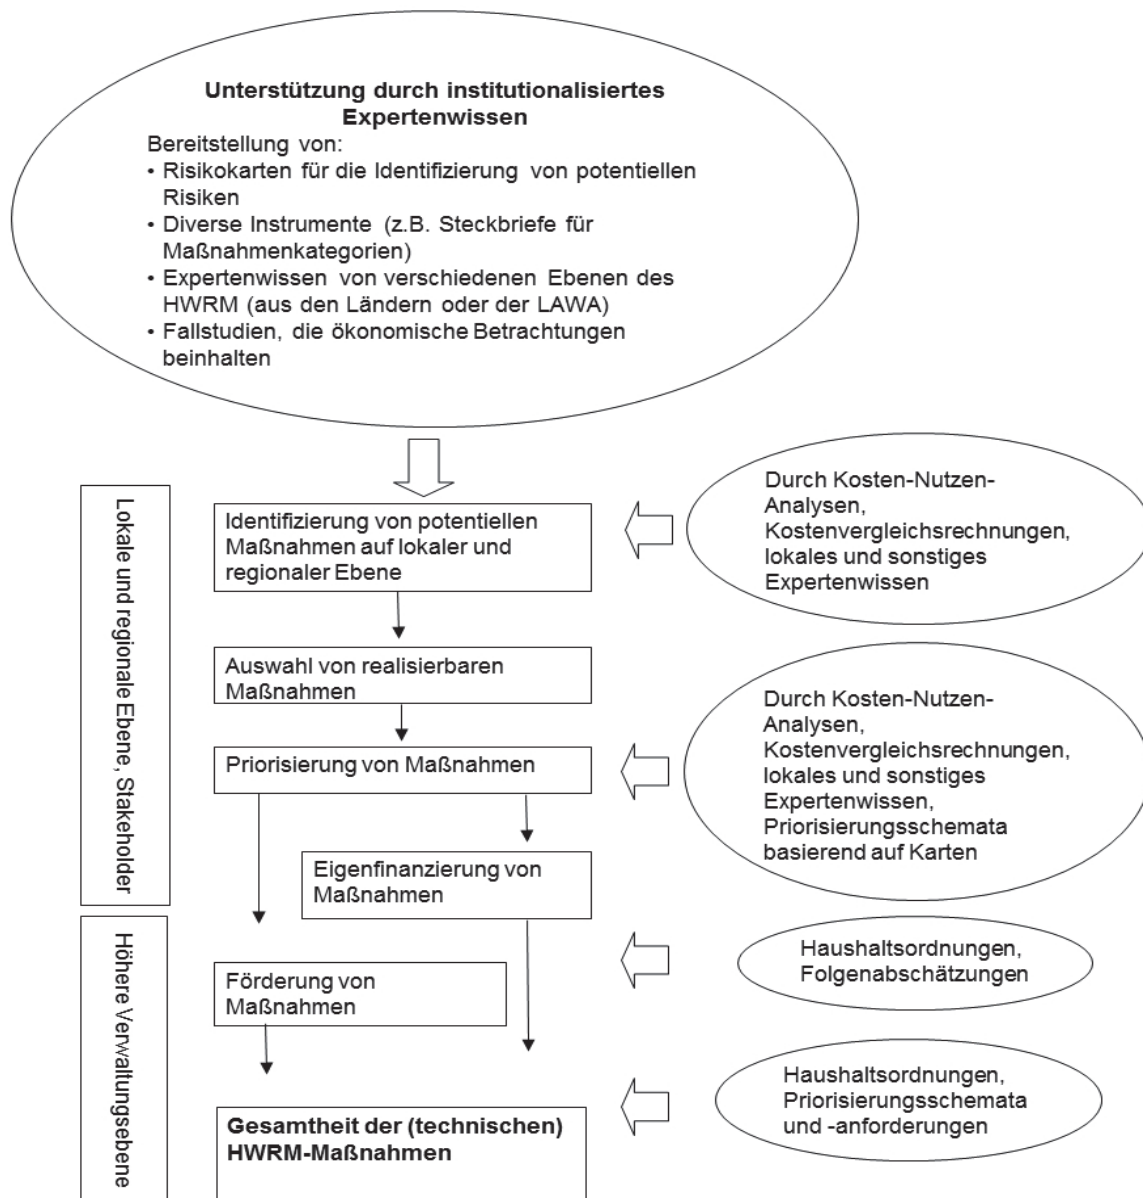 Unterstützung durch institutionalisiertes
Expertenwissen
Bereitstellung von:
• Risikokarten für die Identifizierung von potentiellen
Risiken
• Diverse Instrumente (z.B. Steckbriefe für
Maßnahmenkategorien)
• Expertenwissen von verschiedenen Ebenen des
HWRM (aus den Ländern oder der LAWA)
• Fallstudien, die ökonomische Betrachtungen
beinhalten
Lokale und regionale Ebene, Stakeholder
Identifizierung von potentiellen
Maßnahmen auf lokaler und
regionaler Ebene
Durch Kosten-Nutzen-
Analysen,
Kostenvergleichsrechnungen,
lokales und sonstiges
Expertenwissen
Auswahl von realisierbaren
Maßnahmen
Priorisierung von Maßnahmen
Durch Kosten-Nutzen-
Analysen,
Kostenvergleichsrechnungen,
lokales und sonstiges
Expertenwissen,
Priorisierungsschemata
basierend auf Karten
Eigenfinanzierung von
Maßnahmen
Höhere Verwaltungsebene
Haushaltsordnungen,
Folgenabschätzungen
Förderung von
Maßnahmen
Haushaltsordnungen,
Priorisierungsschemata
und -anforderungen
Gesamtheit der (technischen)
HWRM-Maßnahmen